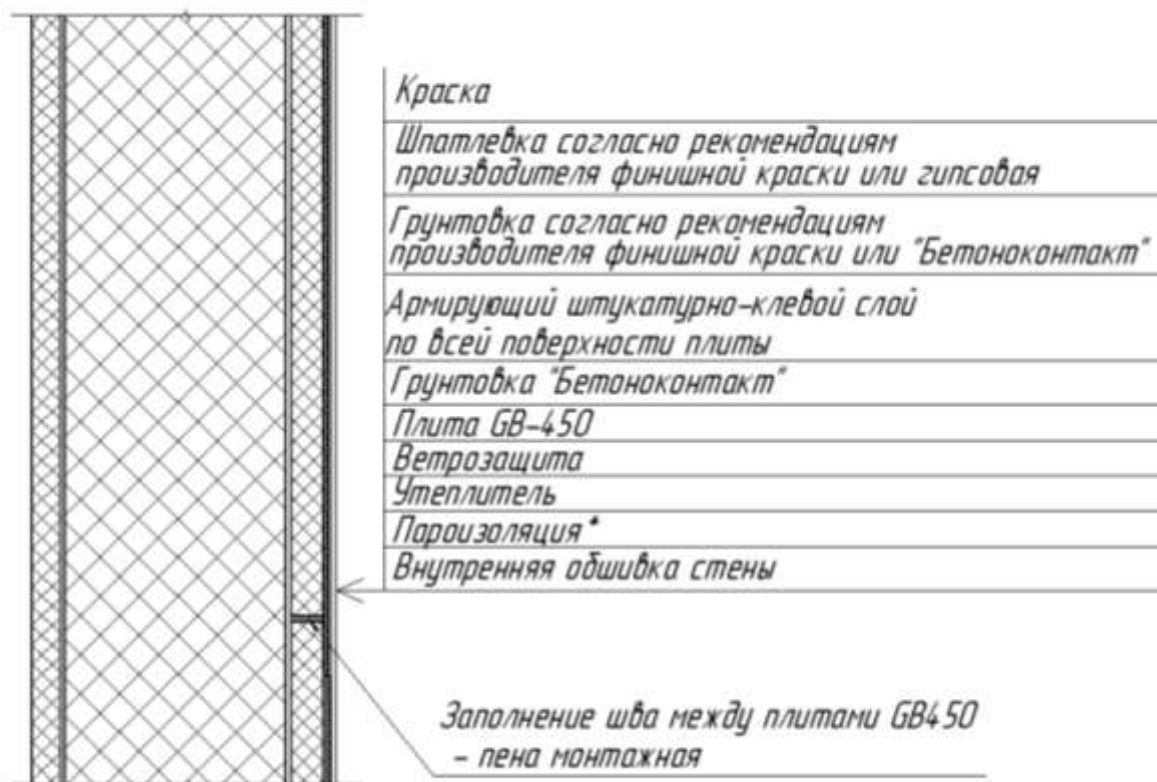 Краска
Шпатлевка согласно рекомендациям
производителя финишной краски или гипсовая
Грунтовка согласно рекомендациям
производителя финишной краски или "Бетоноконтакт"
Армирующий штукатурно-клевой слой
по всей поверхности плиты
Грунтовка "Бетоноконтакт"
Плита GB-450
Ветрозащита
Утеплитель
Пароизоляция*
Внутренняя обшивка стены
Заполнение шва между плитами GB450
- пена монтажная